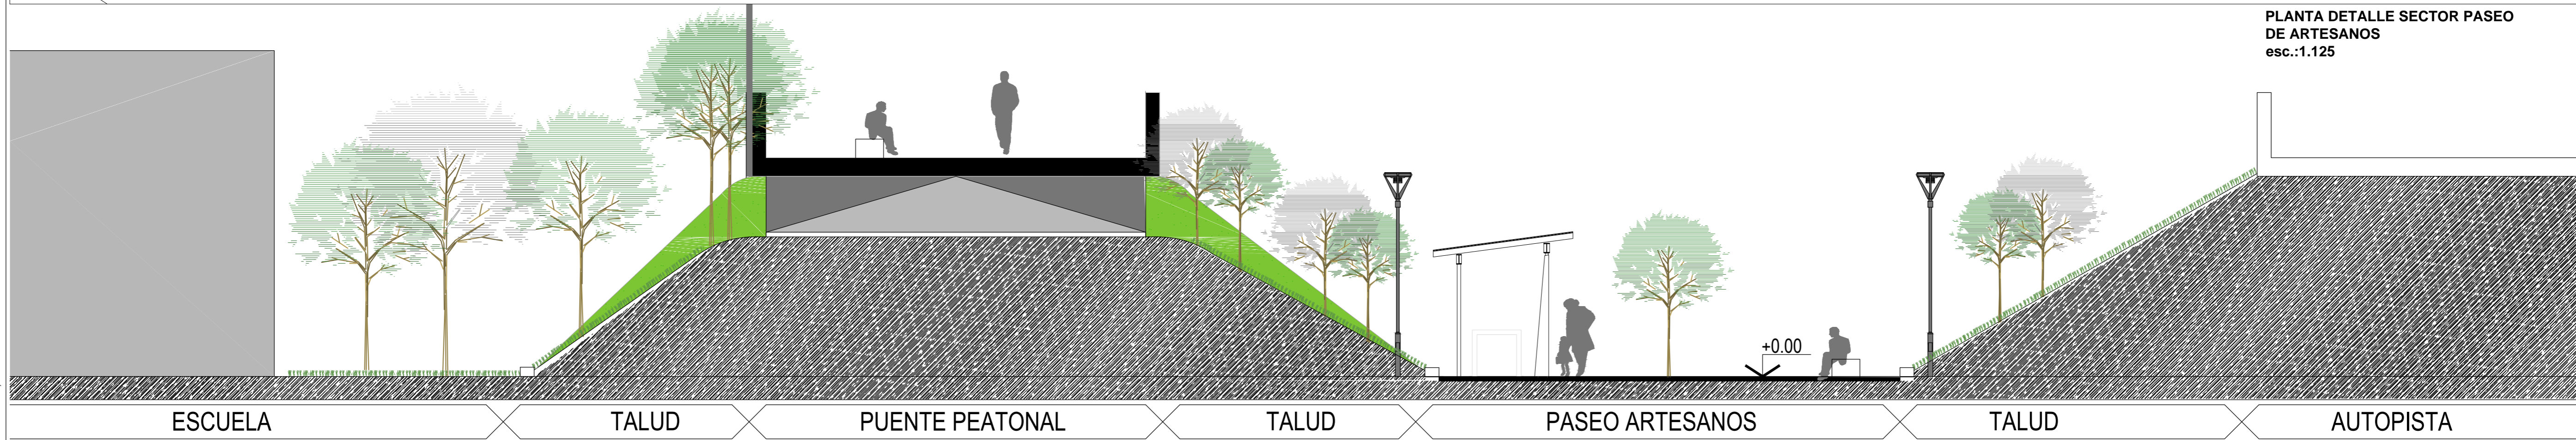 PLANTA DETALLE SECTOR PASEO
DE ARTESANOS
esc.:1.125
+0.00
ESCUELA
TALUD
PUENTE PEATONAL
TALUD
PASEO ARTESANOS
TALUD
AUTOPISTA